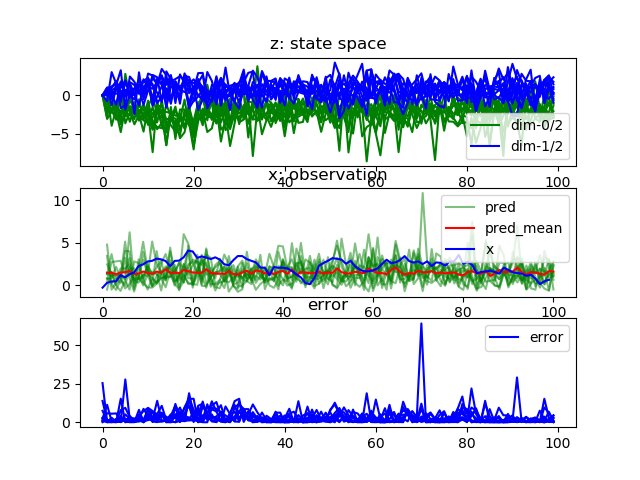 z: state space
0
−5
dim-0/2
dim-1/2
0 20 40 60 80 100
x: observation
10
5
0
pred
pred_mean
x
0 20 40 60 80 100
error
50
25
0
error
0 20 40 60 80 100